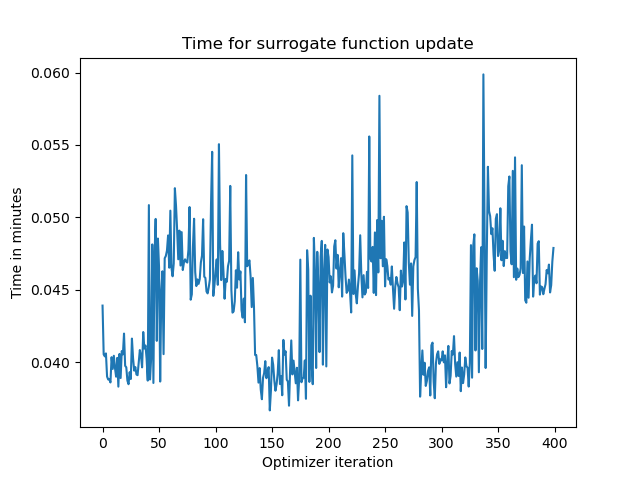 Time for surrogate function update
0.060
0.055
0.050
0.045
0.040
Time in minutes
0 50 100 150 200 250 300 350 400
Optimizer iteration